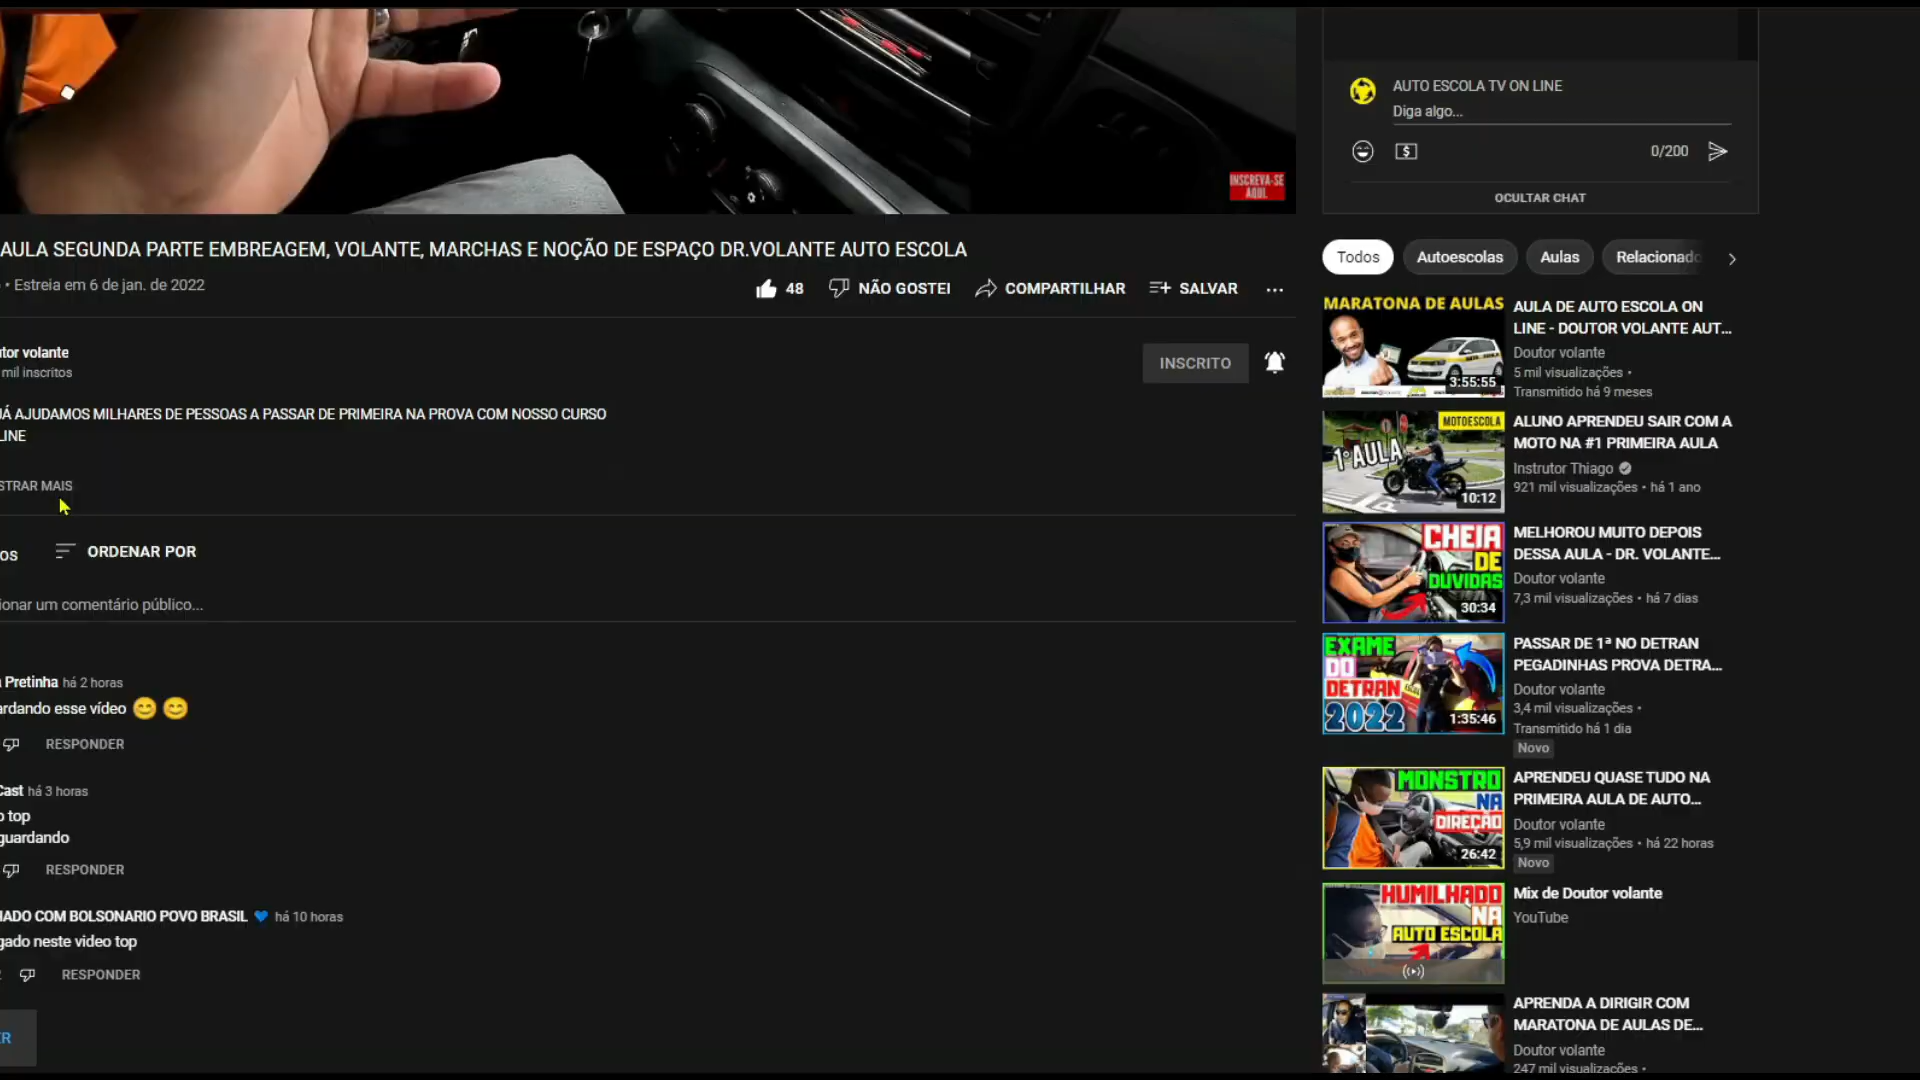 INSCREVA-SE
AQUI.
AULA SEGUNDA PARTE EMBREAGEM, VOLANTE, MARCHAS E NOÇÃO DE ESPAÇO DR.VOLANTE AUTO ESCOLA
• Estreia em 6 de jan. de 2022
48
NÃO GOSTEI
COMPARTILHAR
SALVAR
tor volante
mil inscritos
INSCRITO
JÁ AJUDAMOS MILHARES DE PESSOAS A PASSAR DE PRIMEIRA NA PROVA COM NOSSO CURSO
LINE
STRAR MAIS
os
ORDENAR POR
ionar um comentário público...
Pretinha há 2 horas
ardando esse vídeo 😊 😊
RESPONDER
Cast há 3 horas
o top
guardando
RESPONDER
HADO COM BOLSONARIO POVO BRASIL 💙 há 10 horas
gado neste video top
RESPONDER
ER
AUTO ESCOLA TV ON LINE
Diga algo...
0/200
OCULTAR CHAT
Todos
Autoescolas
Aulas
Relacionado
MARATONA DE AULAS
3:55:55
AULA DE AUTO ESCOLA ON
LINE - DOUTOR VOLANTE AUT...
Doutor volante
5 mil visualizações •
Transmitido há 9 meses
MOTOESCOLA
1ª AULA
10:12
ALUNO APRENDEU SAIR COM A
MOTO NA #1 PRIMEIRA AULA
Instrutor Thiago
921 mil visualizações • há 1 ano
CHEIA
DE
DUVIDAS
30:34
MELHOROU MUITO DEPOIS
DESSA AULA - DR. VOLANTE...
Doutor volante
7,3 mil visualizações • há 7 dias
EXAME
DO
DETRAN
2022
1:35:46
PASSAR DE 1ª NO DETRAN
PEGADINHAS PROVA DETRA...
Doutor volante
3,4 mil visualizações •
Transmitido há 1 dia
Novo
MONSTRO
NA
DIREÇÃO
26:42
APRENDEU QUASE TUDO NA
PRIMEIRA AULA DE AUTO...
Doutor volante
5,9 mil visualizações • há 22 horas
Novo
HUMILHADO
NA
AUTO ESCOLA
Mix de Doutor volante
YouTube
APRENDA A DIRIGIR COM
MARATONA DE AULAS DE...
Doutor volante
247 mil visualizações •